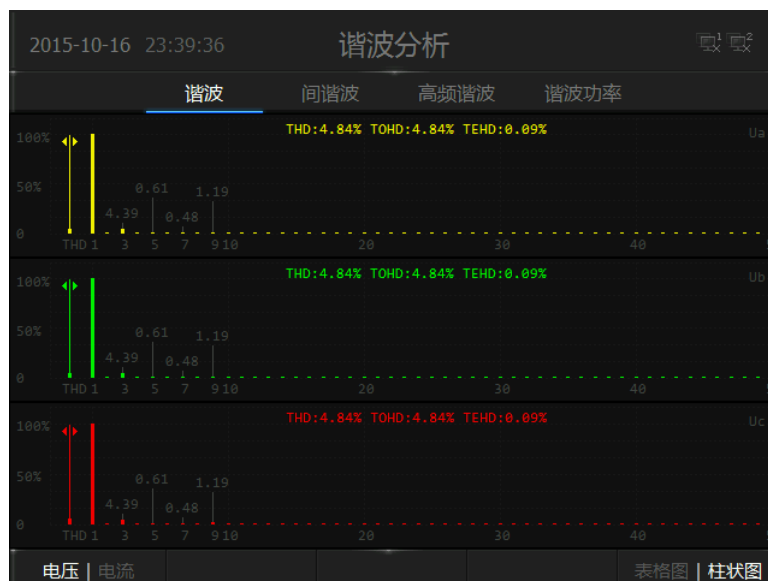 2015-10-16 23:39:36 谐波分析 1 2
谐波 间谐波 高频谐波 谐波功率
THD:4.84% TOHD:4.84% TEHD:0.09% Ua
100%
50% 0.61 1.19
4.39 0.48
0
THD 1 3 5 7 9 10 20 30 40
THD:4.84% TOHD:4.84% TEHD:0.09% Ub
100%
50% 0.61 1.19
4.39 0.48
0
THD 1 3 5 7 9 10 20 30 40
THD:4.84% TOHD:4.84% TEHD:0.09% Uc
100%
50% 0.61 1.19
4.39 0.48
0
THD 1 3 5 7 9 10 20 30 40
电压 | 电流 表格图 | 柱状图